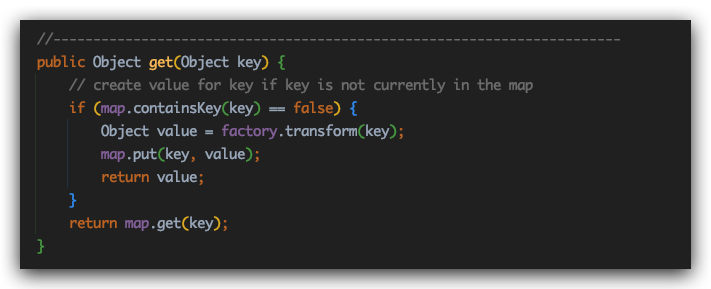 //-----------------------------------------------------------------------
public Object get(Object key) {
    // create value for key if key is not currently in the map
    if (map.containsKey(key) == false) {
        Object value = factory.transform(key);
        map.put(key, value);
        return value;
    }
    return map.get(key);
}